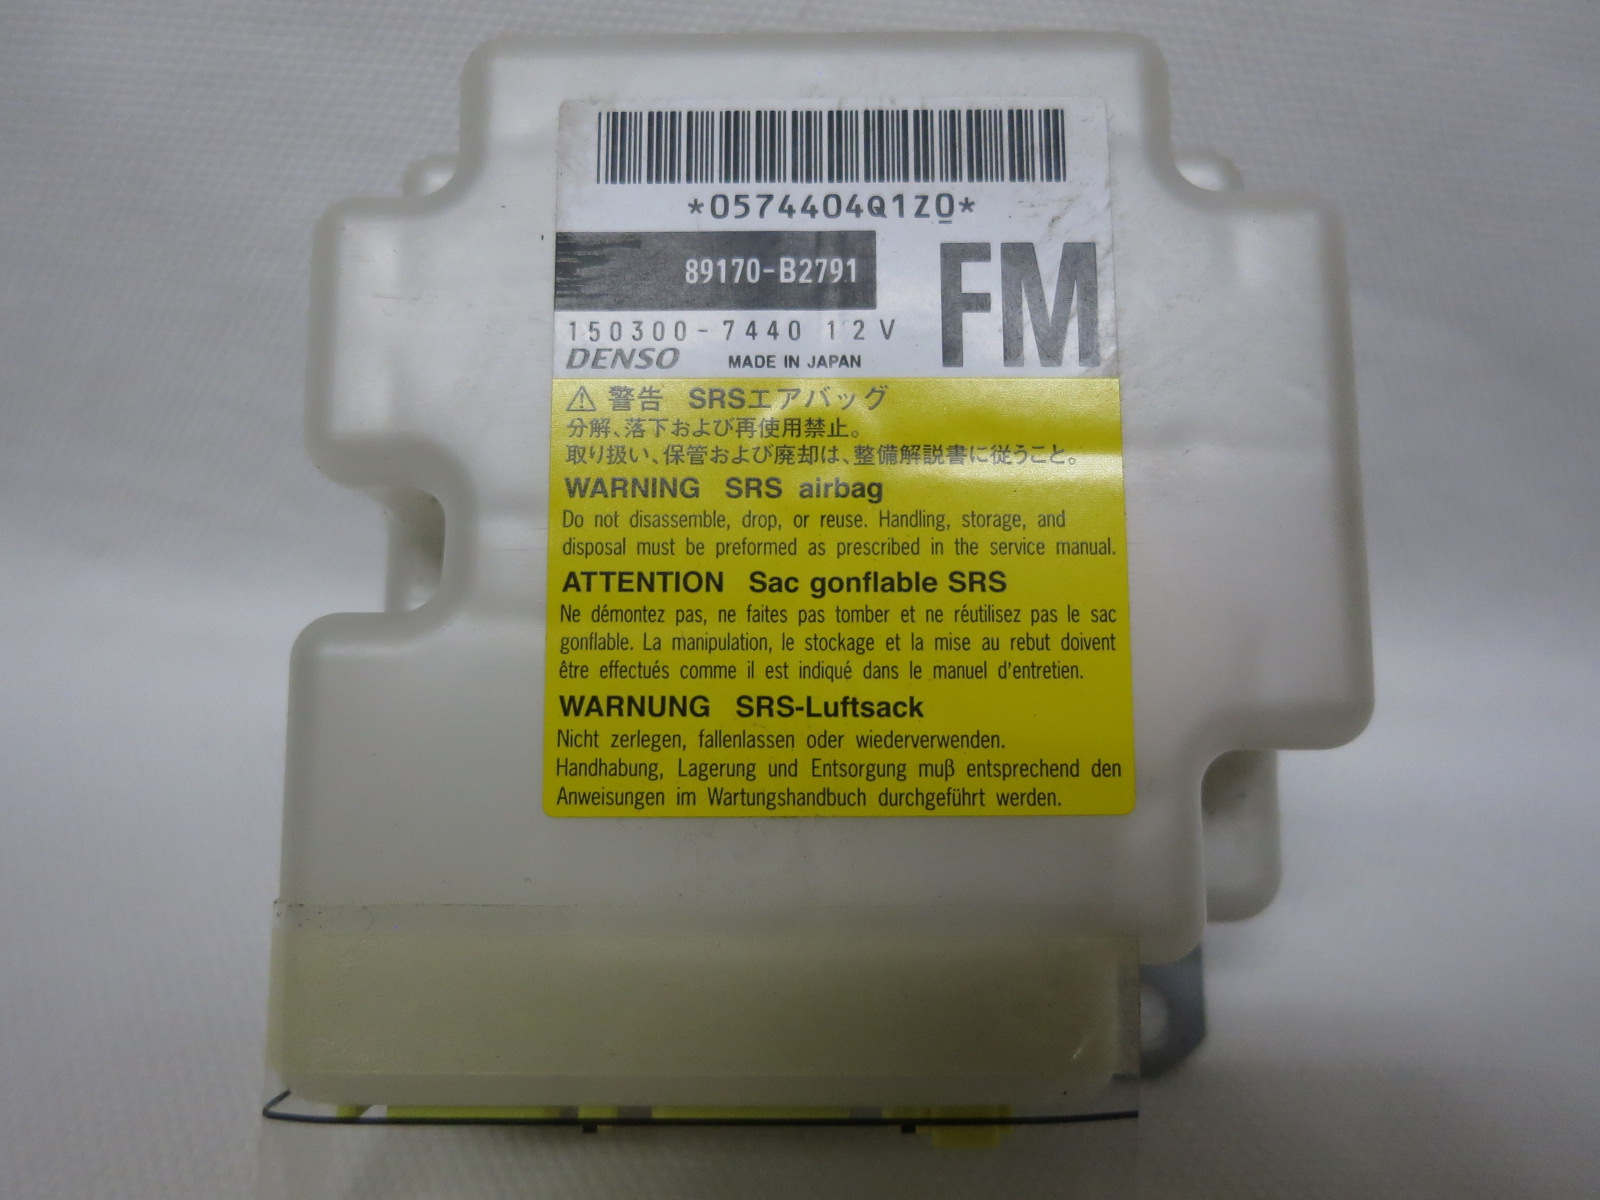 *0574404Q1Z0*
89170-B2791
FM
150300-7440 12V
DENSO MADE IN JAPAN
⚠ 警告 SRSエアバッグ
分解、落下および再使用禁止。
取り扱い、保管および廃却は、整備解説書に従うこと。
WARNING SRS airbag
Do not disassemble, drop, or reuse. Handling, storage, and
disposal must be preformed as prescribed in the service manual.
ATTENTION Sac gonflable SRS
Ne démontez pas, ne faites pas tomber et ne réutilisez pas le sac
gonflable. La manipulation, le stockage et la mise au rebut doivent
être effectués comme il est indiqué dans le manuel d'entretien.
WARNUNG SRS-Luftsack
Nicht zerlegen, fallenlassen oder wiederverwenden.
Handhabung, Lagerung und Entsorgung muβ entsprechend den
Anweisungen im Wartungshandbuch durchgeführt werden.